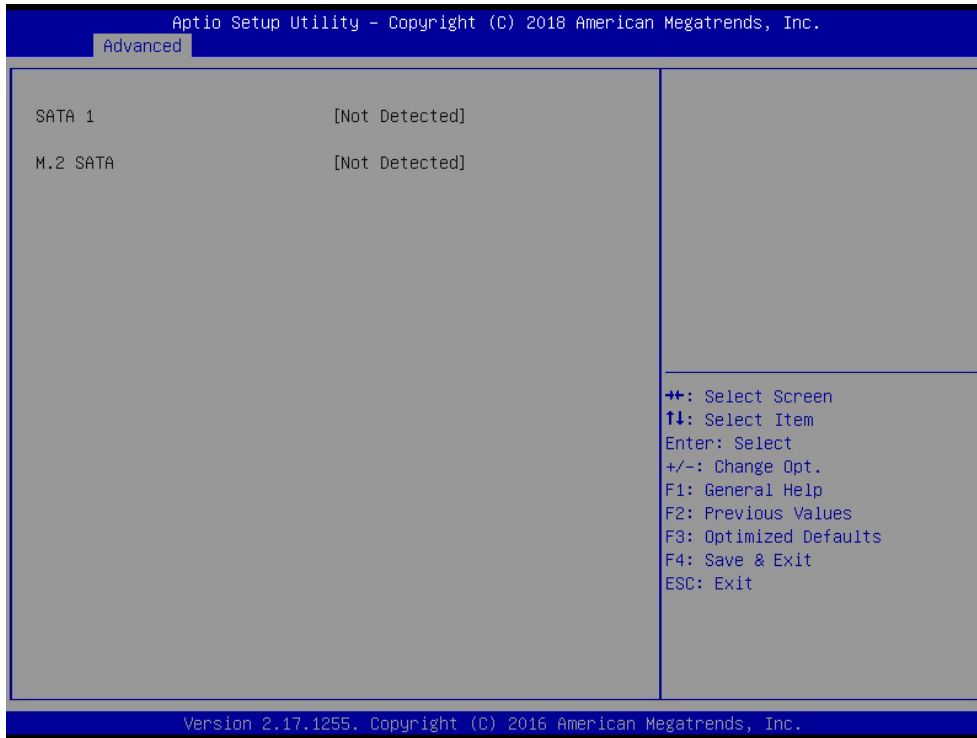 Aptio Setup Utility – Copyright (C) 2018 American Megatrends, Inc.
Advanced
SATA 1 [Not Detected]
M.2 SATA [Not Detected]
→←: Select Screen
↑↓: Select Item
Enter: Select
+/-: Change Opt.
F1: General Help
F2: Previous Values
F3: Optimized Defaults
F4: Save & Exit
ESC: Exit
Version 2.17.1255. Copyright (C) 2016 American Megatrends, Inc.